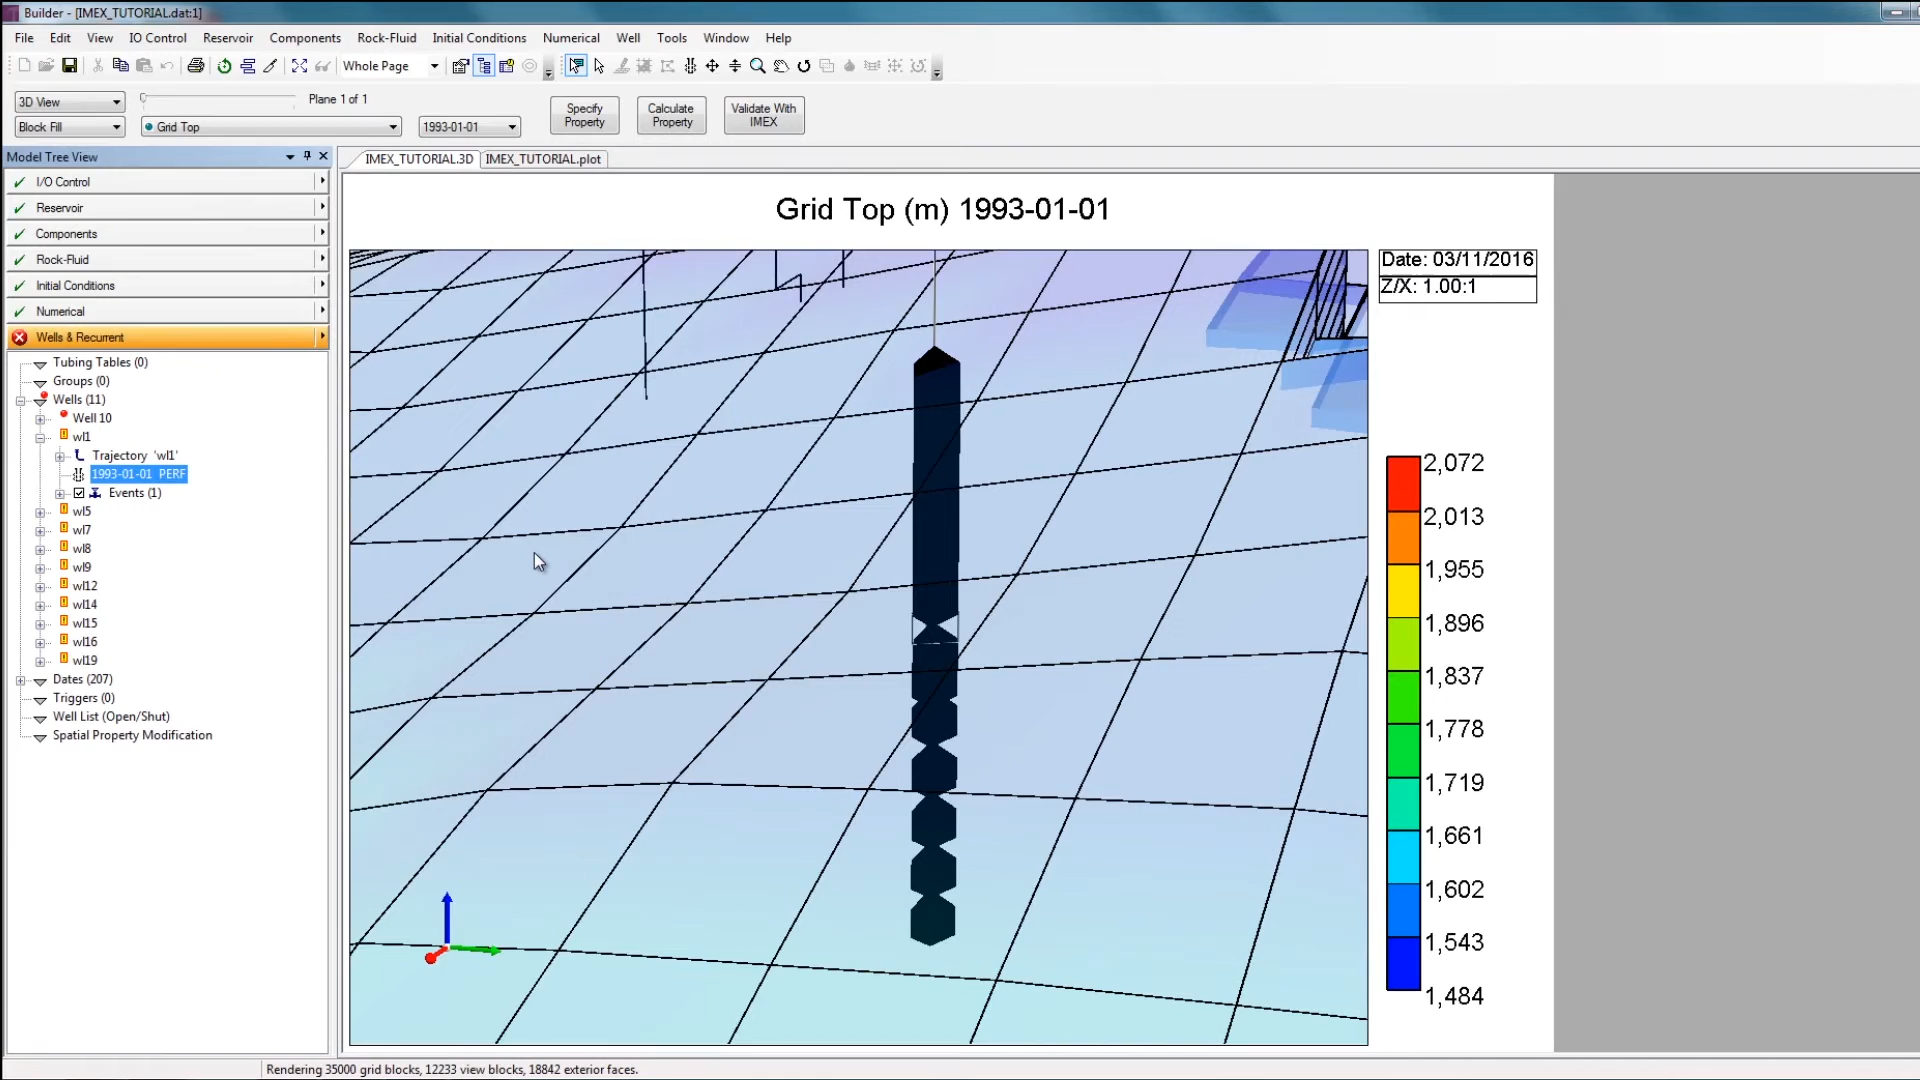 Builder - [IMEX_TUTORIAL.dat:1]
File Edit View IO Control Reservoir Components Rock-Fluid Initial Conditions Numerical Well Tools Window Help
Whole Page
3D View
Plane 1 of 1
Block Fill
Grid Top
1993-01-01
Specify Property
Calculate Property
Validate With IMEX
Model Tree View
IMEX_TUTORIAL.3D
IMEX_TUTORIAL.plot
I/O Control
Reservoir
Components
Rock-Fluid
Initial Conditions
Numerical
Wells & Recurrent
Tubing Tables (0)
Groups (0)
Wells (11)
Well 10
wl1
Trajectory 'wl1'
1993-01-01 PERF
Events (1)
wl5
wl7
wl8
wl9
wl12
wl14
wl15
wl16
wl19
Dates (207)
Triggers (0)
Well List (Open/Shut)
Spatial Property Modification
Grid Top (m) 1993-01-01
Date: 03/11/2016
Z/X: 1.00:1
2,072
2,013
1,955
1,896
1,837
1,778
1,719
1,661
1,602
1,543
1,484
Rendering 35000 grid blocks, 12233 view blocks, 18842 exterior faces.